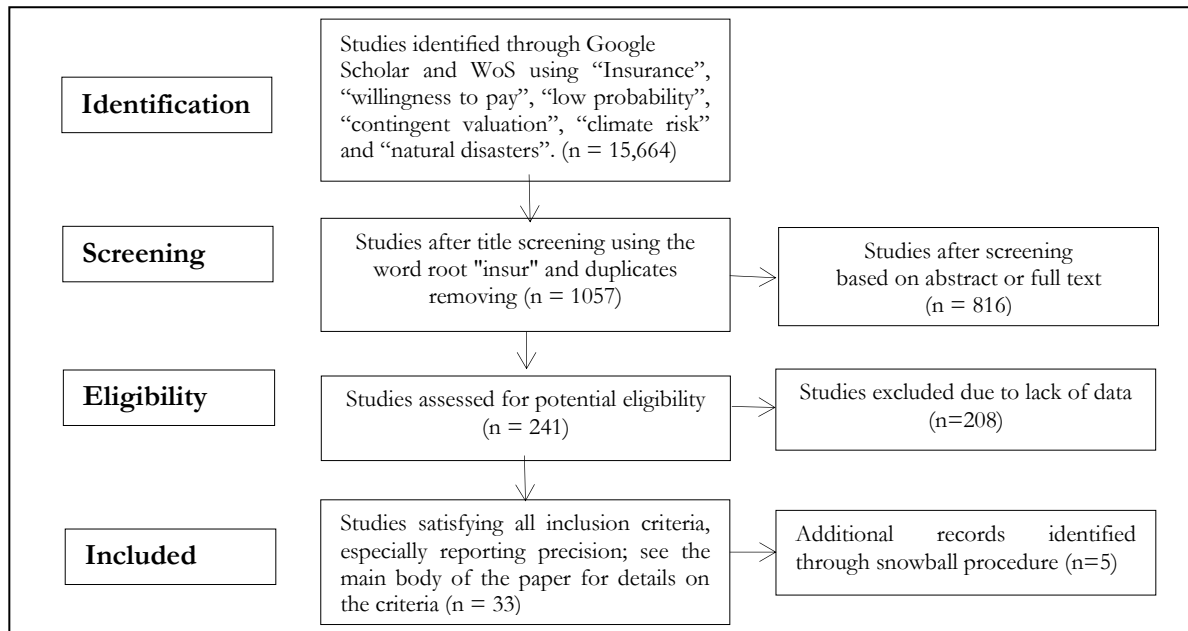 Identification
Studies identified through Google
Scholar and WoS using “Insurance”,
“willingness to pay”, “low probability”,
“contingent valuation”, “climate risk”
and “natural disasters”. (n = 15,664)
Screening
Studies after title screening using the
word root "insur" and duplicates
removing (n = 1057)
Studies after screening
based on abstract or full text
(n = 816)
Eligibility
Studies assessed for potential eligibility
(n = 241)
Studies excluded due to lack of data
(n=208)
Included
Studies satisfying all inclusion criteria,
especially reporting precision; see the
main body of the paper for details on
the criteria (n = 33)
Additional records identified
through snowball procedure (n=5)